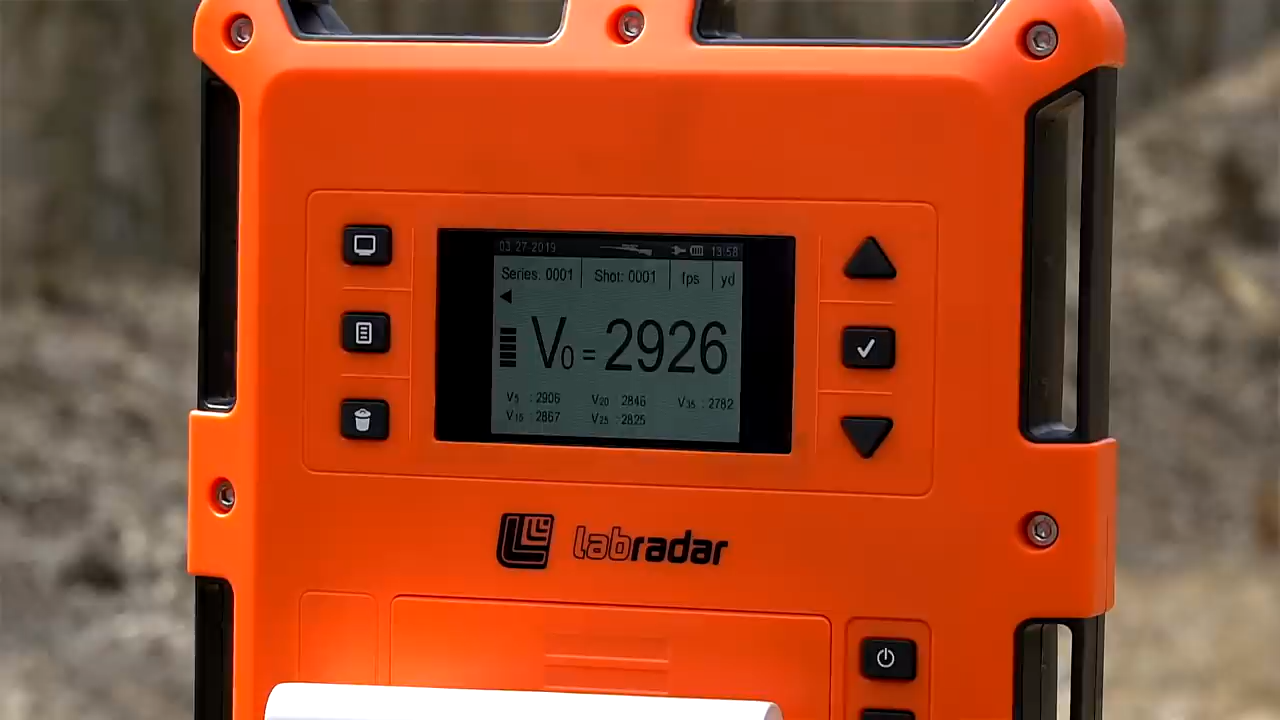 03-27-2019 13:58
Series: 0001 Shot: 0001 fps yd
V0 = 2926
V5 : 2906 V20 2846 V35 : 2782
V15 : 2867 V25 : 2825
labradar